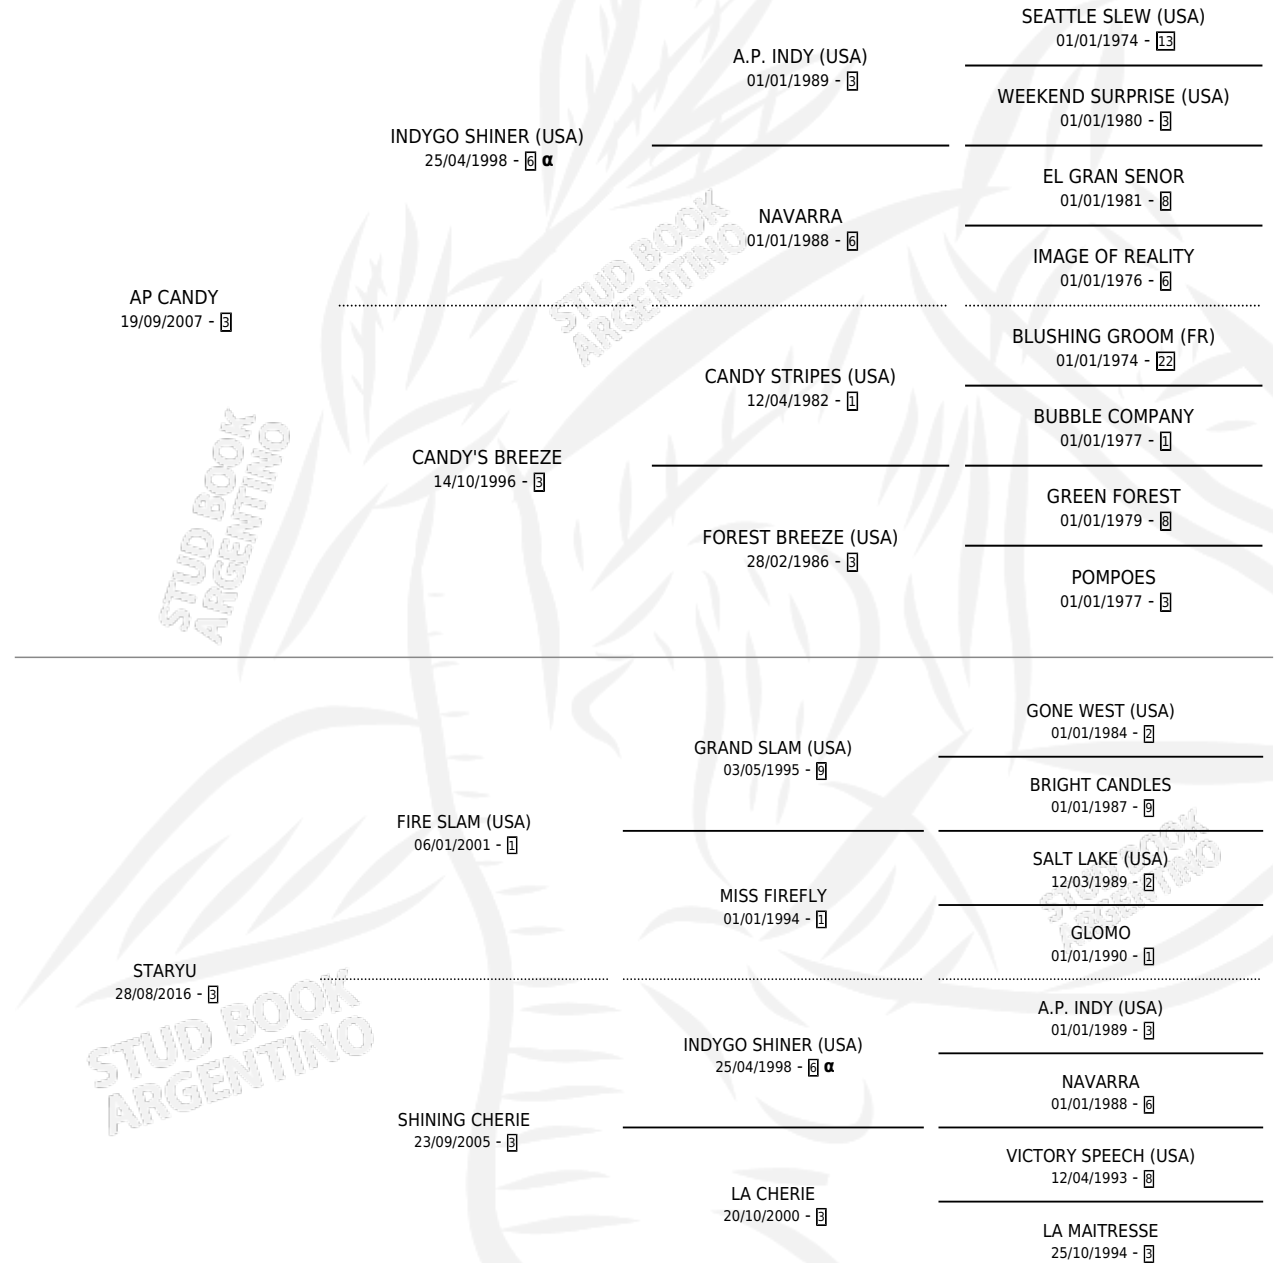 SEATTLE SLEW (USA)
01/01/1974 - 13
A.P. INDY (USA)
01/01/1989 - 3
WEEKEND SURPRISE (USA)
01/01/1980 - 3
INDYGO SHINER (USA)
25/04/1998 - 6 α
EL GRAN SENOR
01/01/1981 - 8
NAVARRA
01/01/1988 - 6
IMAGE OF REALITY
01/01/1976 - 6
AP CANDY
19/09/2007 - 3
BLUSHING GROOM (FR)
01/01/1974 - 22
CANDY STRIPES (USA)
12/04/1982 - 1
BUBBLE COMPANY
01/01/1977 - 1
CANDY'S BREEZE
14/10/1996 - 3
GREEN FOREST
01/01/1979 - 8
FOREST BREEZE (USA)
28/02/1986 - 3
POMPOES
01/01/1977 - 3
GONE WEST (USA)
01/01/1984 - 2
GRAND SLAM (USA)
03/05/1995 - 9
BRIGHT CANDLES
01/01/1987 - 9
FIRE SLAM (USA)
06/01/2001 - 1
SALT LAKE (USA)
12/03/1989 - 2
MISS FIREFLY
01/01/1994 - 1
GLOMO
01/01/1990 - 1
STARYU
28/08/2016 - 3
A.P. INDY (USA)
01/01/1989 - 3
INDYGO SHINER (USA)
25/04/1998 - 6 α
NAVARRA
01/01/1988 - 6
SHINING CHERIE
23/09/2005 - 3
VICTORY SPEECH (USA)
12/04/1993 - 8
LA CHERIE
20/10/2000 - 3
LA MAITRESSE
25/10/1994 - 3
STUD BOOK
ARGENTINO
STUD BOOK
ARGENTINO
STUD BOOK
ARGENTINO
STUD BOOK
ARGENTINO